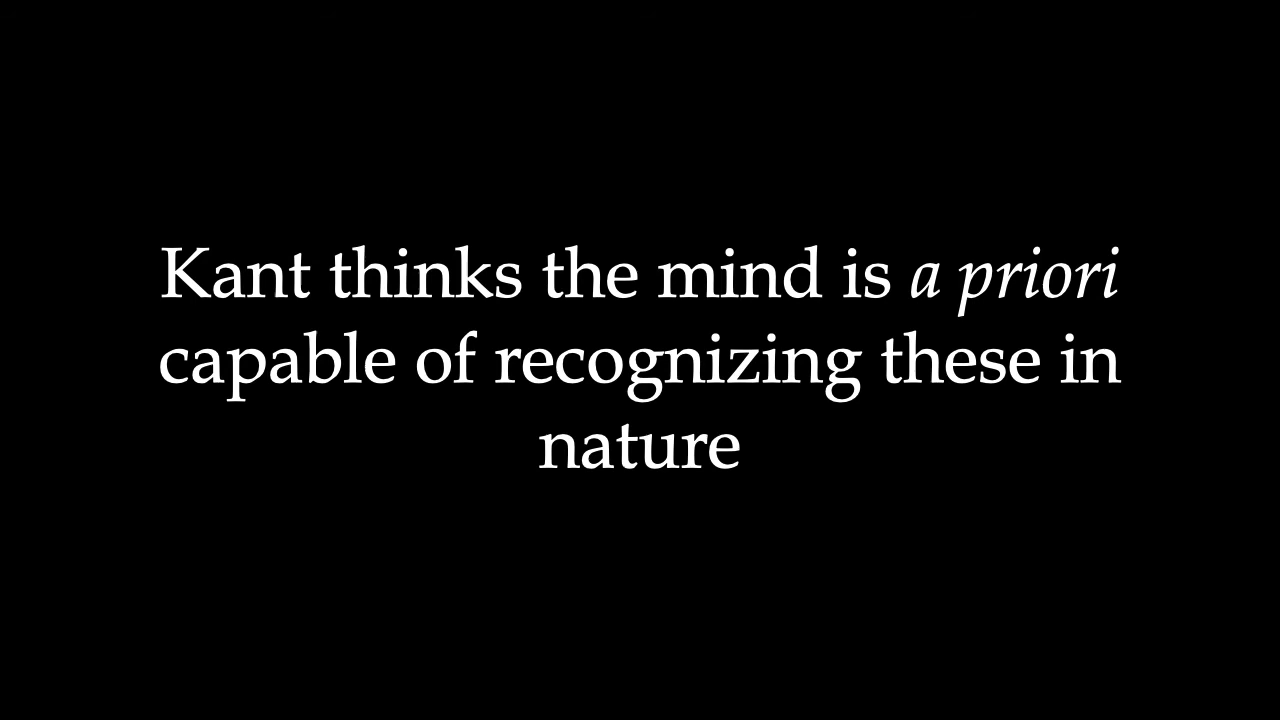 Kant thinks the mind is a priori
capable of recognizing these in
nature